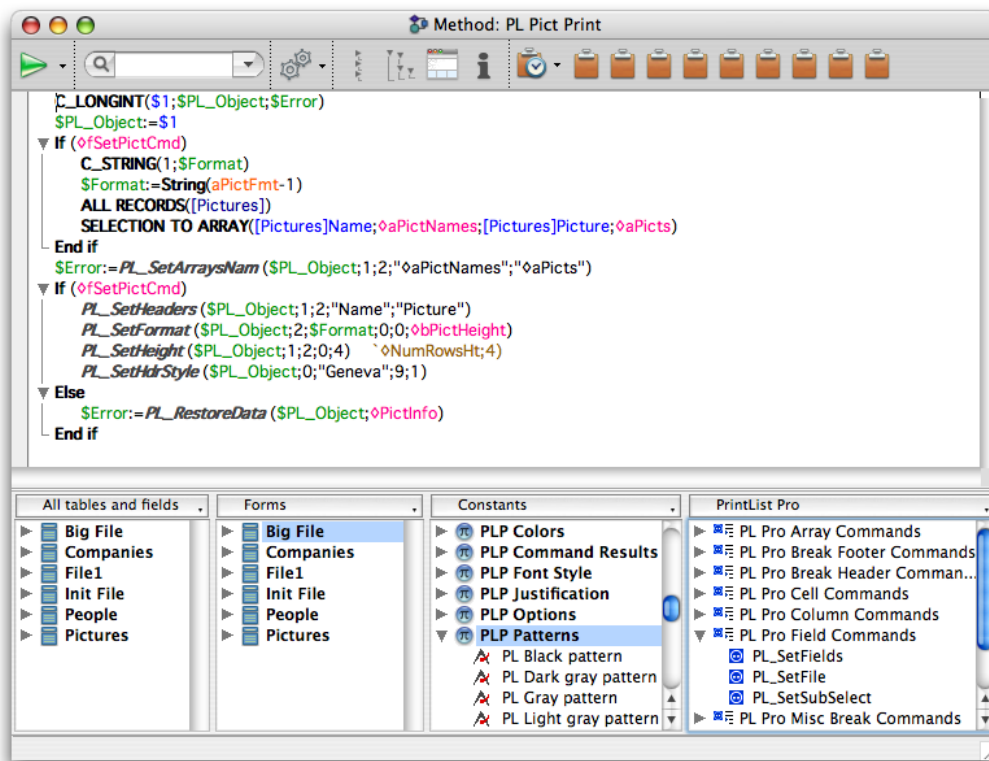 Method: PL Pict Print
C_LONGINT($1;$PL_Object;$Error)
$PL_Object:=$1
If (◊fSetPictCmd)
C_STRING(1;$Format)
$Format:=String(aPictFmt-1)
ALL RECORDS([Pictures])
SELECTION TO ARRAY([Pictures]Name;◊aPictNames;[Pictures]Picture;◊aPicts)
End if
$Error:=PL_SetArraysNam ($PL_Object;1;2;"◊aPictNames";"◊aPicts")
If (◊fSetPictCmd)
PL_SetHeaders ($PL_Object;1;2;"Name";"Picture")
PL_SetFormat ($PL_Object;2;$Format;0;0;◊bPictHeight)
PL_SetHeight ($PL_Object;1;2;0;4) `◊NumRowsHt;4)
PL_SetHdrStyle ($PL_Object;0;"Geneva";9;1)
Else
$Error:=PL_RestoreData ($PL_Object;◊PictInfo)
End if
All tables and fields
Big File
Companies
File1
Init File
People
Pictures
Forms
Big File
Companies
File1
Init File
People
Pictures
Constants
PLP Colors
PLP Command Results
PLP Font Style
PLP Justification
PLP Options
PLP Patterns
PL Black pattern
PL Dark gray pattern
PL Gray pattern
PL Light gray pattern
PrintList Pro
PL Pro Array Commands
PL Pro Break Footer Commands
PL Pro Break Header Comman...
PL Pro Cell Commands
PL Pro Column Commands
PL Pro Field Commands
PL_SetFields
PL_SetFile
PL_SetSubSelect
PL Pro Misc Break Commands